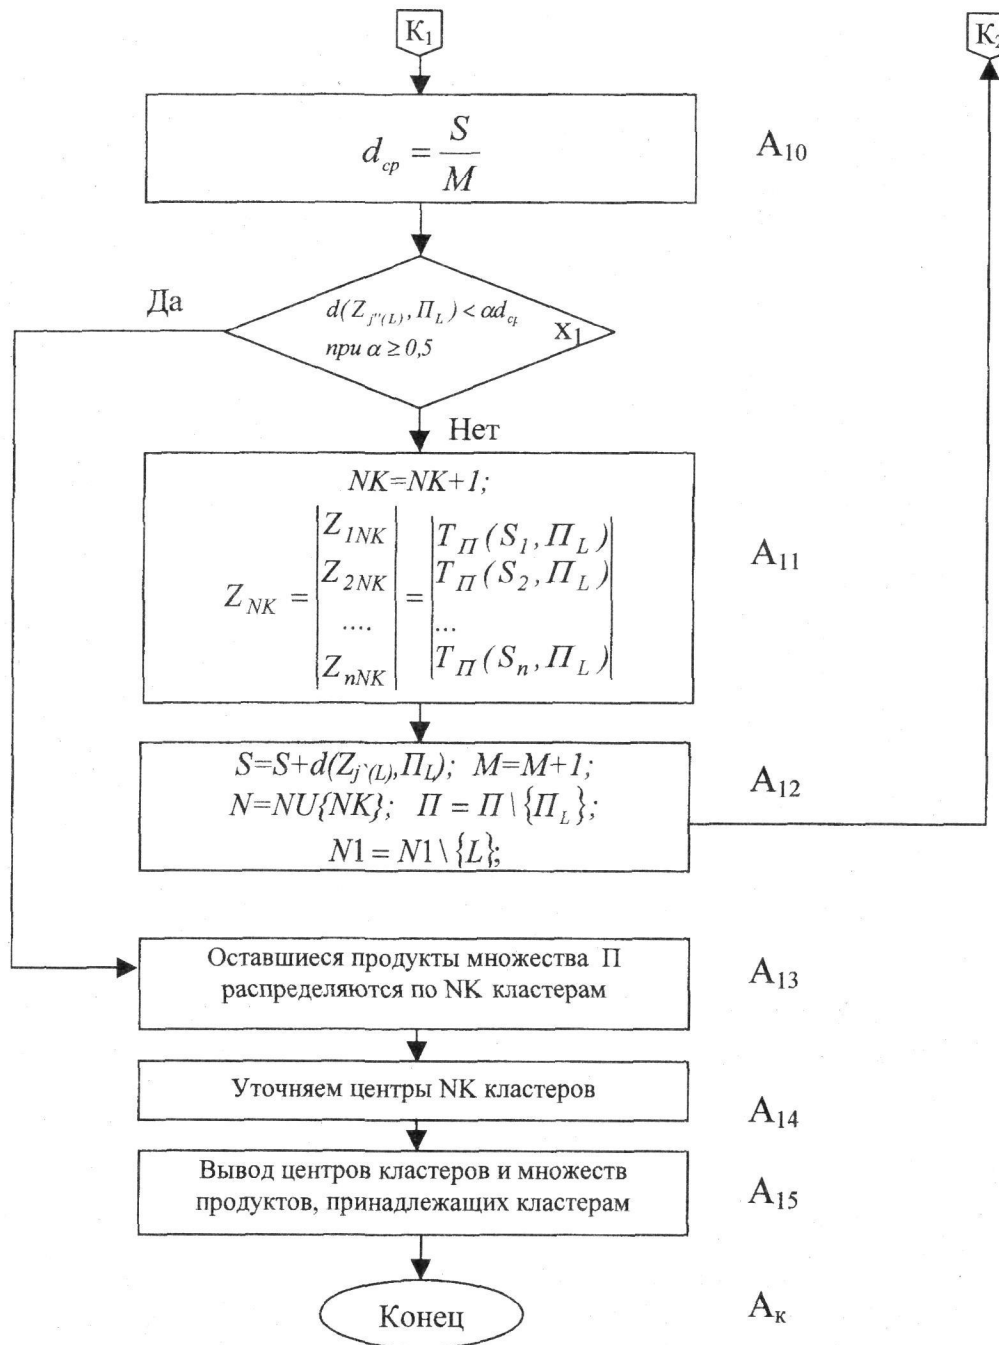 К₁
К₂
d_ср = S/M
A₁₀
Да
d(Z_j''(L), П_L) < αd_ср
при α ≥ 0,5
x₁
Нет
NK=NK+1;
Z_NK = |Z_1NK| = |T_П(S_1, П_L)|
|Z_2NK| |T_П(S_2, П_L)|
.... ...
|Z_nNK| |T_П(S_n, П_L)|
A₁₁
S=S+d(Z_j`(L),П_L); M=M+1;
N=NU{NK}; П = П \ {П_L};
N1 = N1 \ {L};
A₁₂
Оставшиеся продукты множества П
распределяются по NK кластерам
A₁₃
Уточняем центры NK кластеров
A₁₄
Вывод центров кластеров и множеств
продуктов, принадлежащих кластерам
A₁₅
Конец
Aк